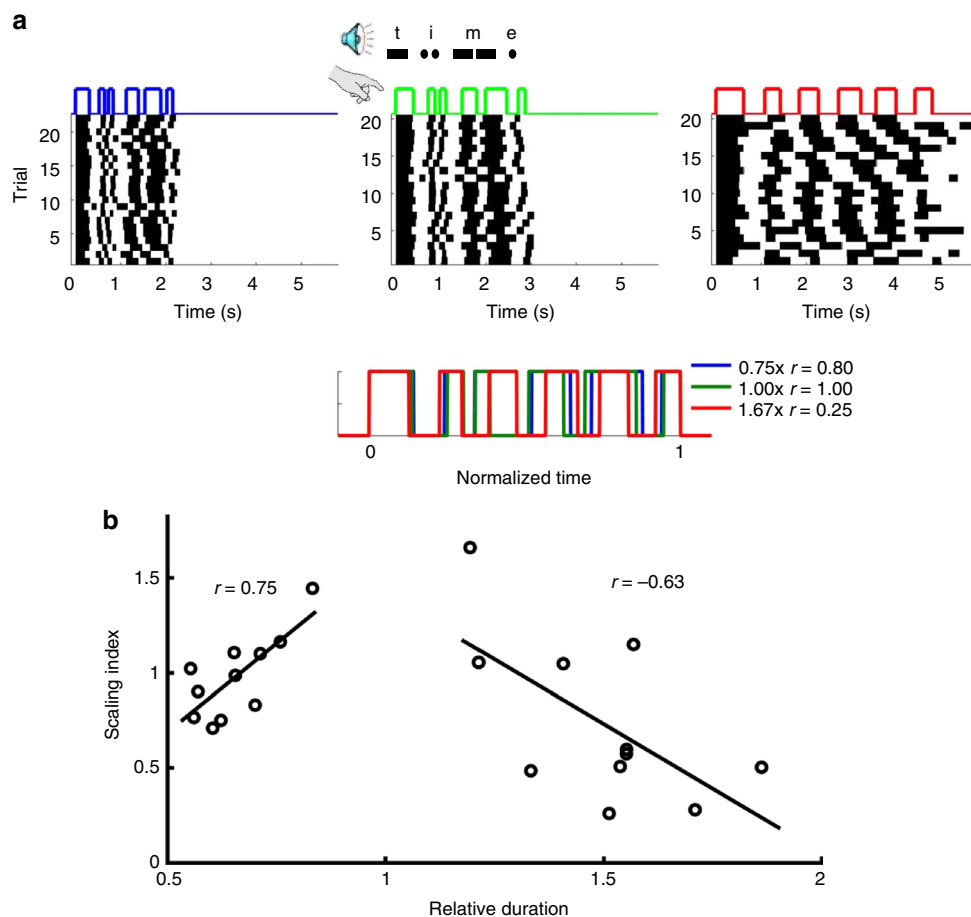 a
t i m e
20
15
10
5
Trial
0 1 2 3 4 5
Time (s)
20
15
10
5
0 1 2 3 4 5
Time (s)
20
15
10
5
0 1 2 3 4 5
Time (s)
0.75x r = 0.80
1.00x r = 1.00
1.67x r = 0.25
0 1
Normalized time
b
r = 0.75
r = –0.63
1.5
1
0.5
0
Scaling index
0.5 1 1.5 2
Relative duration